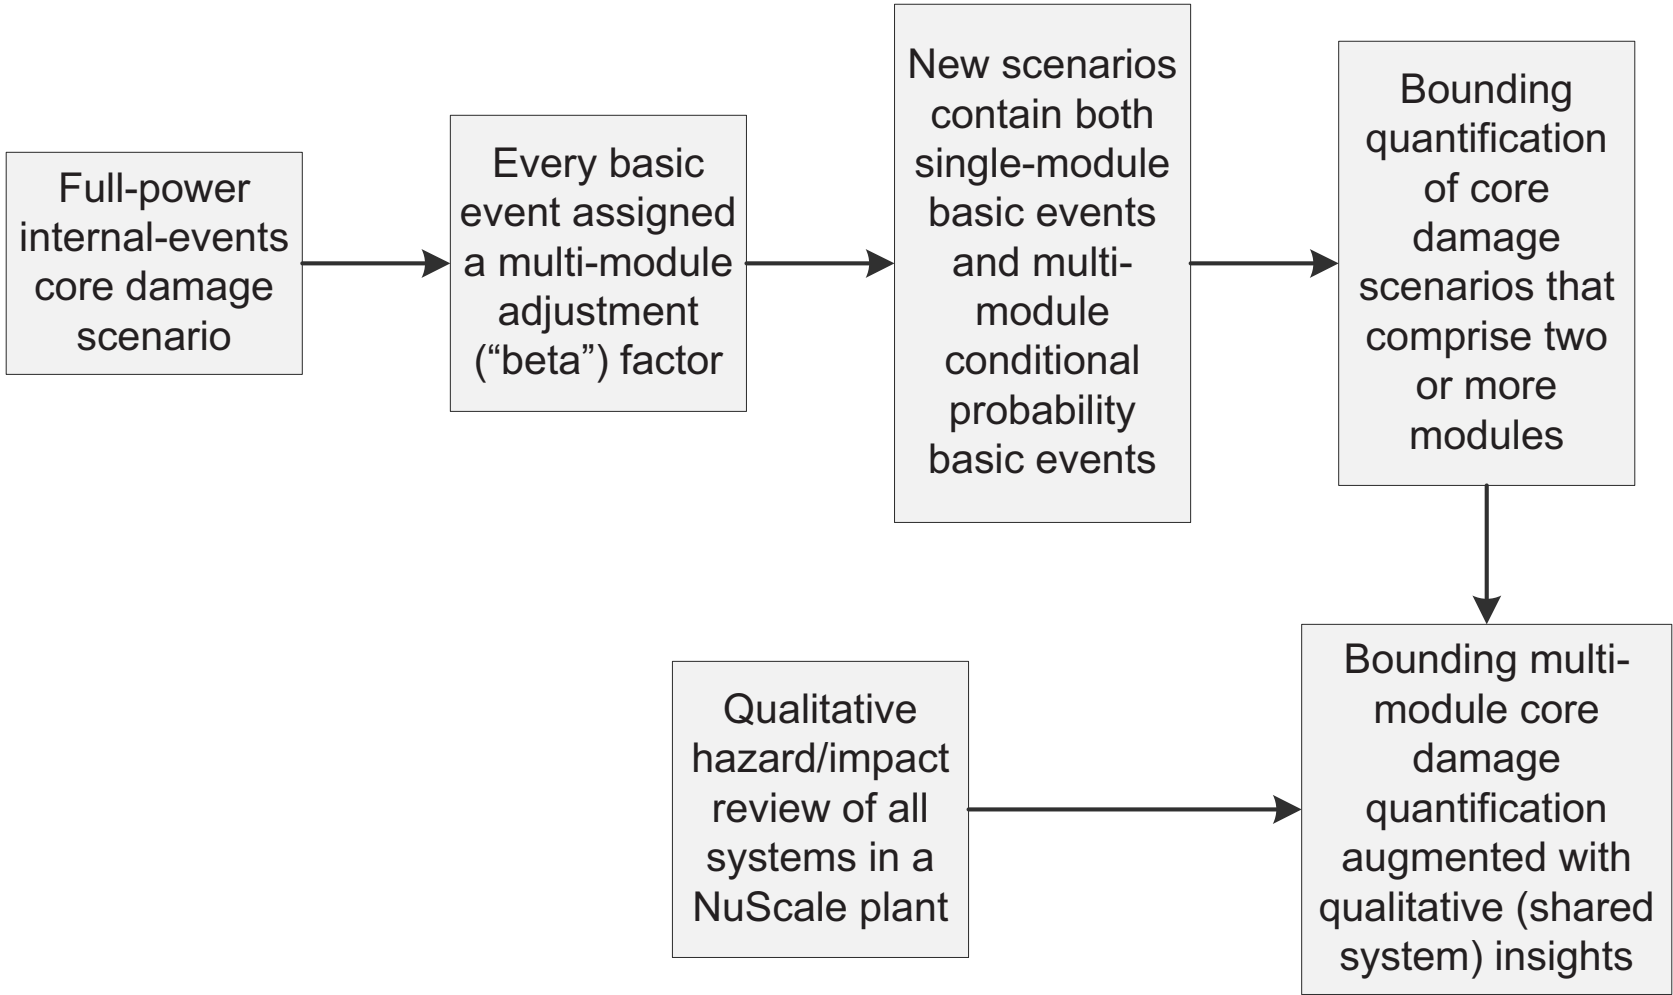 Full-power
internal-events
core damage
scenario
Every basic
event assigned
a multi-module
adjustment
(“beta”) factor
New scenarios
contain both
single-module
basic events
and multi-
module
conditional
probability
basic events
Bounding
quantification
of core
damage
scenarios that
comprise two
or more
modules
Qualitative
hazard/impact
review of all
systems in a
NuScale plant
Bounding multi-
module core
damage
quantification
augmented with
qualitative (shared
system) insights